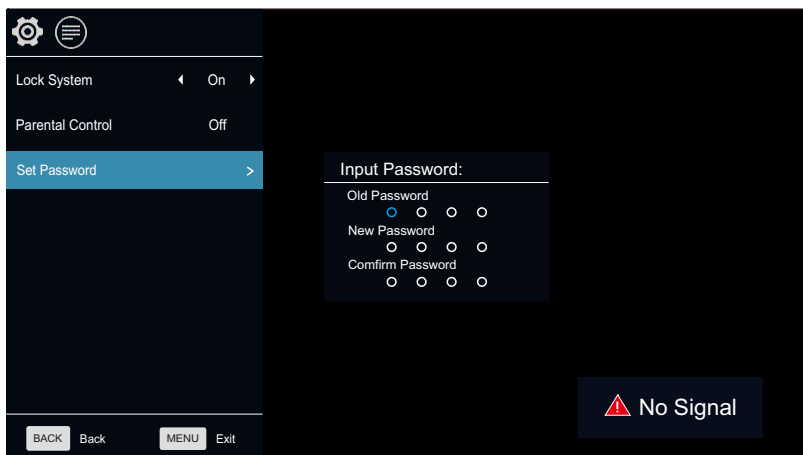 Lock System On
Parental Control Off
Set Password >
Input Password:
Old Password
New Password
Comfirm Password
No Signal
BACK Back MENU Exit